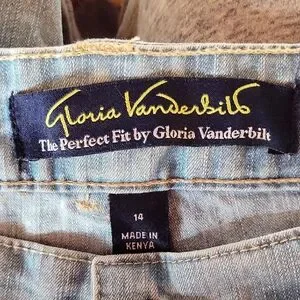 Gloria Vanderbilt
The Perfect Fit by Gloria Vanderbilt
14
MADE IN
KENYA